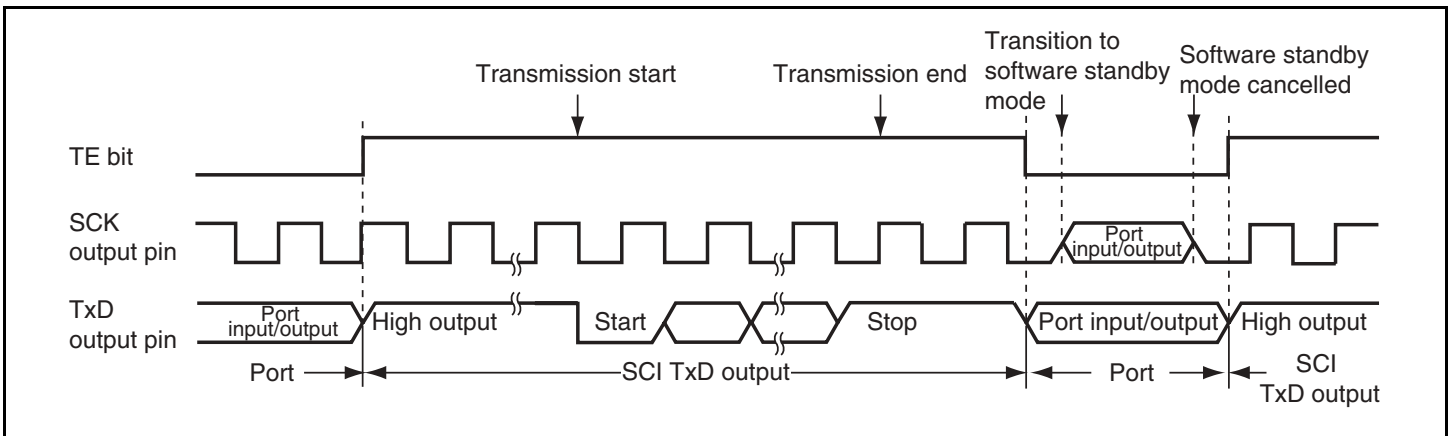 Transmission start
Transmission end
Transition to
software standby
mode
Software standby
mode cancelled
TE bit
SCK
output pin
Port
input/output
TxD
output pin
Port
input/output
High output
Start
Stop
Port input/output
High output
Port
SCI TxD output
Port
SCI
TxD output